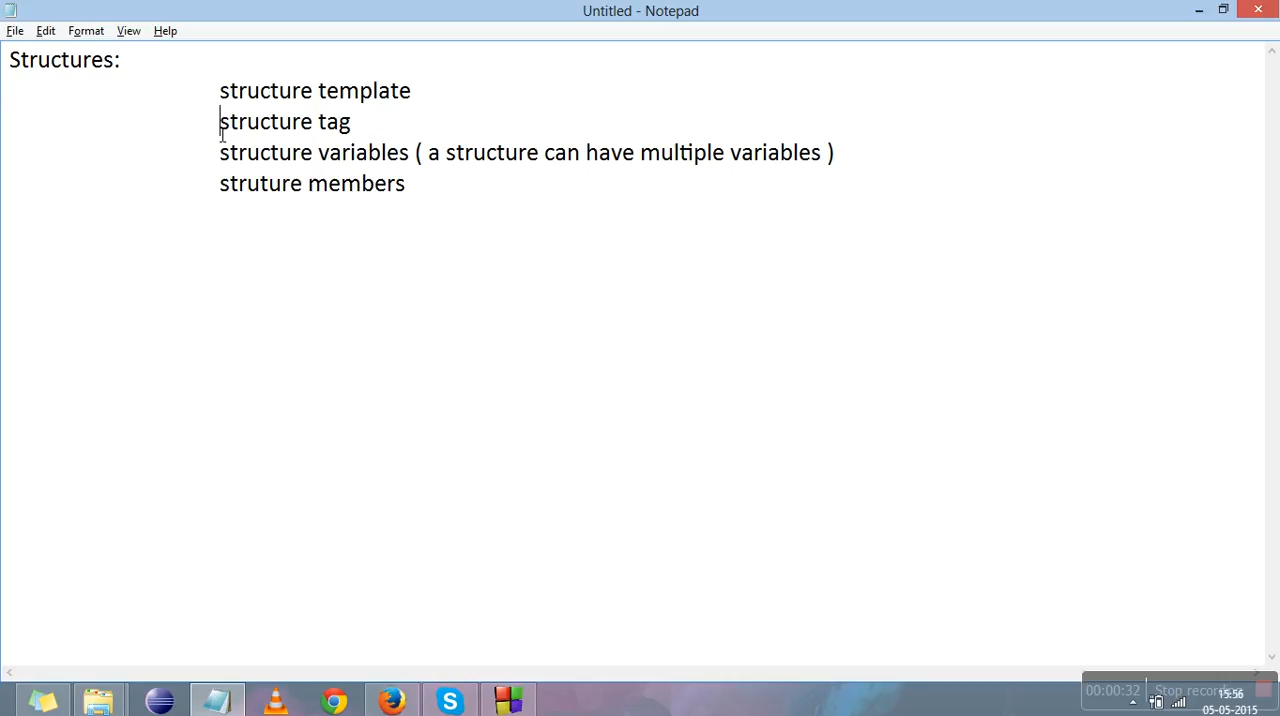 Untitled - Notepad
File Edit Format View Help
Structures:
structure template
structure tag
structure variables ( a structure can have multiple variables )
struture members
00:00:32 Stop recor
15:56
05-05-2015